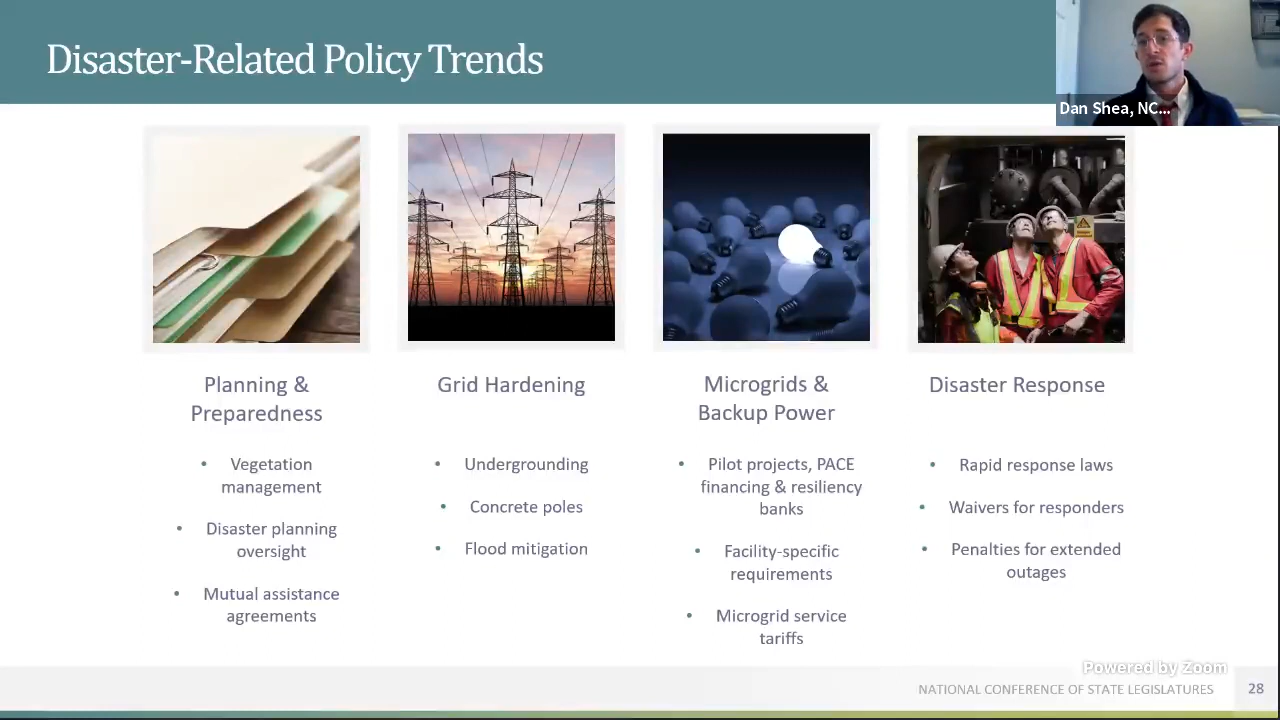 Disaster-Related Policy Trends
Dan Shea, NC...
Planning &
Preparedness
• Vegetation
management
• Disaster planning
oversight
• Mutual assistance
agreements
Grid Hardening
• Undergrounding
• Concrete poles
• Flood mitigation
Microgrids &
Backup Power
• Pilot projects, PACE
financing & resiliency
banks
• Facility-specific
requirements
• Microgrid service
tariffs
Disaster Response
• Rapid response laws
• Waivers for responders
• Penalties for extended
outages
Powered by Zoom
NATIONAL CONFERENCE OF STATE LEGISLATURES 28